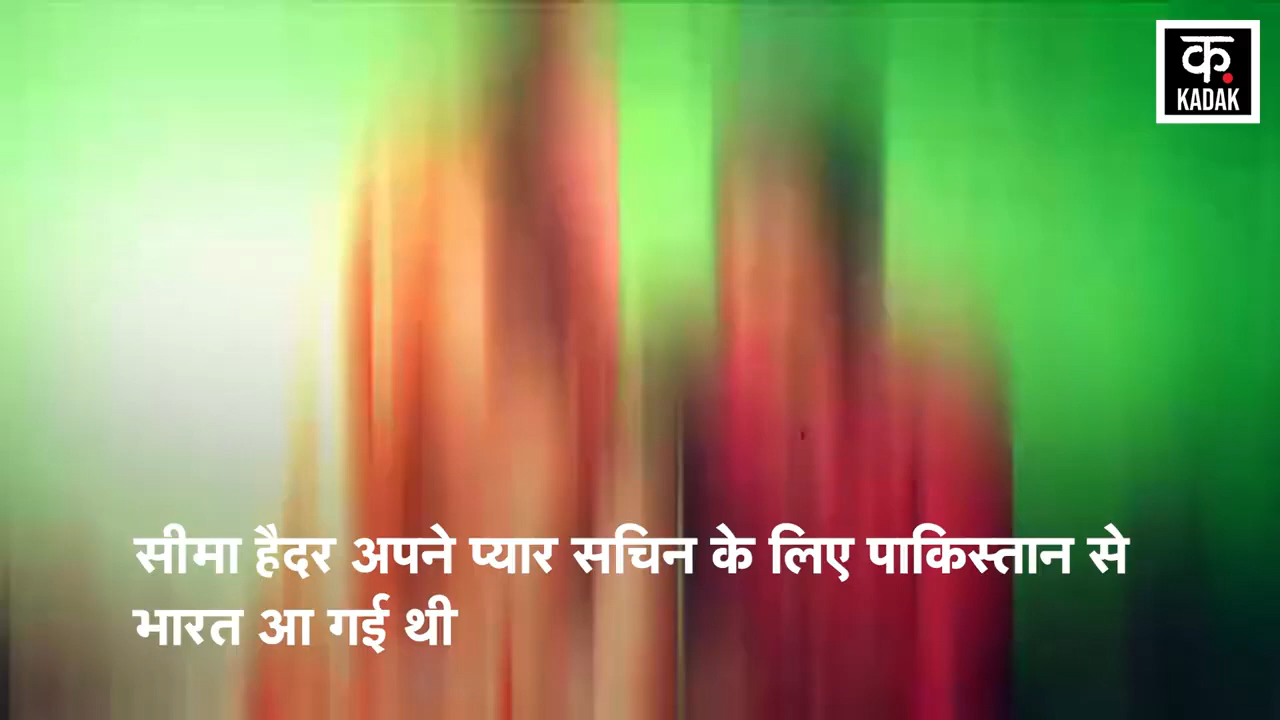 क.
KADAK
सीमा हैदर अपने प्यार सचिन के लिए पाकिस्तान से
भारत आ गई थी